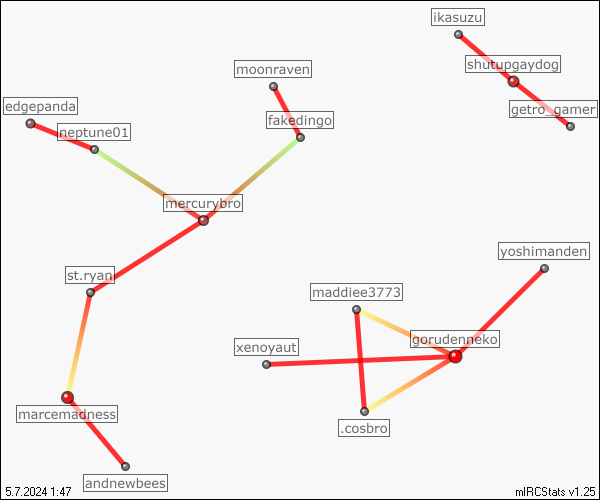 ikasuzu
shutupgaydog
moonraven
edgepanda
getro_gamer
fakedingo
neptune01
mercurybro
yoshimanden
st.ryan
maddiee3773
gorudenneko
xenoyaut
marcemadness
.cosbro
andnewbees
5.7.2024 1:47
mIRCStats v1.25